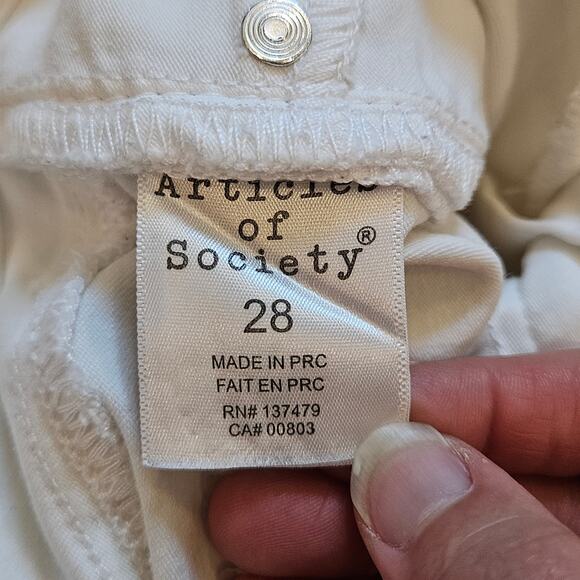 Articles
of
Society®
28
MADE IN PRC
FAIT EN PRC
RN# 137479
CA# 00803